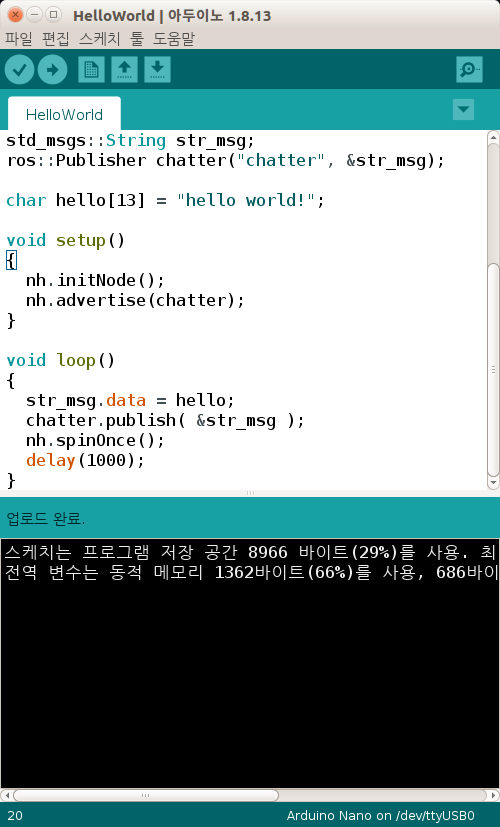 HelloWorld | 아두이노 1.8.13
파일 편집 스케치 툴 도움말
HelloWorld
std_msgs::String str_msg;
ros::Publisher chatter("chatter", &str_msg);
char hello[13] = "hello world!";
void setup()
{
  nh.initNode();
  nh.advertise(chatter);
}
void loop()
{
  str_msg.data = hello;
  chatter.publish( &str_msg );
  nh.spinOnce();
  delay(1000);
}
업로드 완료.
스케치는 프로그램 저장 공간 8966 바이트(29%)를 사용. 최
전역 변수는 동적 메모리 1362바이트(66%)를 사용, 686바이
20 Arduino Nano on /dev/ttyUSB0